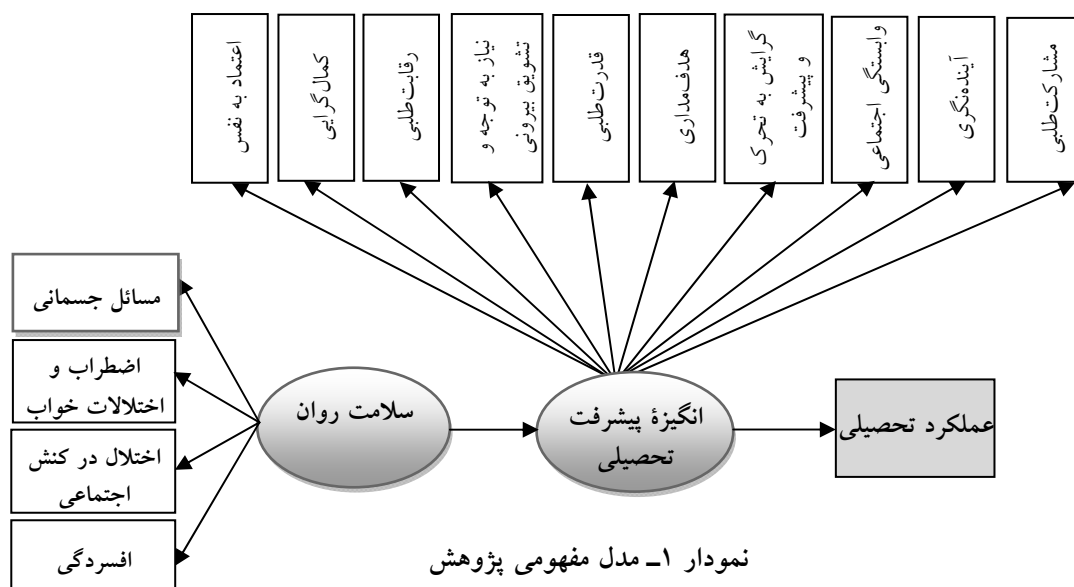 مشارکت‌طلبی
آینده‌نگری
وابستگی اجتماعی
گرایش به تحرک
و پیشرفت
هدف‌مداری
قدرت‌طلبی
نیاز به توجه و
تشویق بیرونی
رقابت‌طلبی
کمال‌گرایی
اعتماد به نفس
مسائل جسمانی
اضطراب و
اختلالات خواب
اختلال در کنش
اجتماعی
افسردگی
سلامت روان
انگیزۀ پیشرفت
تحصیلی
عملکرد تحصیلی
نمودار ۱ـ مدل مفهومی پژوهش